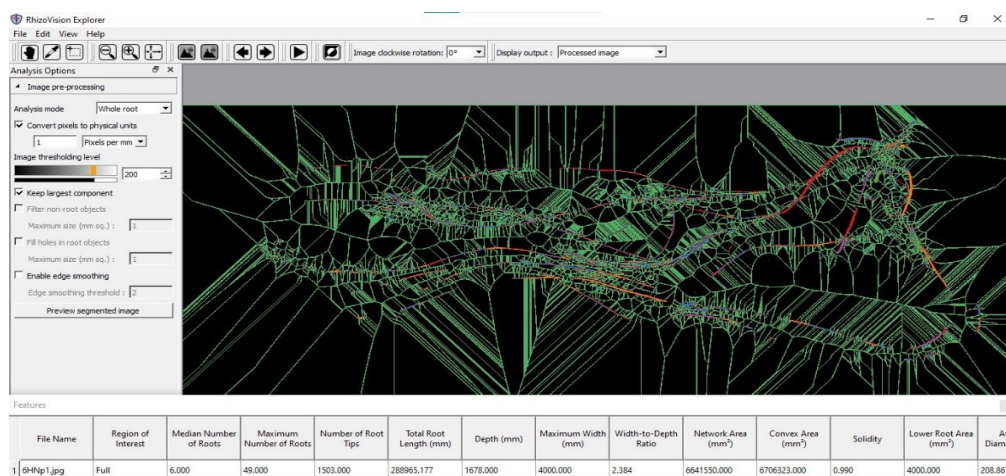 RhizoVision Explorer
File Edit View Help
Image clockwise rotation: 0° Display output : Processed image
Analysis Options
Image pre-processing
Analysis mode Whole root
Convert pixels to physical units
1 Pixels per mm
Image thresholding level
200
Keep largest component
Filter non-root objects
Maximum size (mm sq.) : 1
Fill holes in root objects
Maximum size (mm sq.) : 1
Enable edge smoothing
Edge smoothing threshold : 2
Preview segmented image
Features
File Name Region of Interest Median Number of Roots Maximum Number of Roots Number of Root Tips Total Root Length (mm) Depth (mm) Maximum Width (mm) Width-to-Depth Ratio Network Area (mm²) Convex Area (mm²) Solidity Lower Root Area (mm²)
1 6HNp1.jpg Full 6.000 49.000 1503.000 288965.177 1678.000 4000.000 2.384 6641550.000 6706323.000 0.990 4000.000